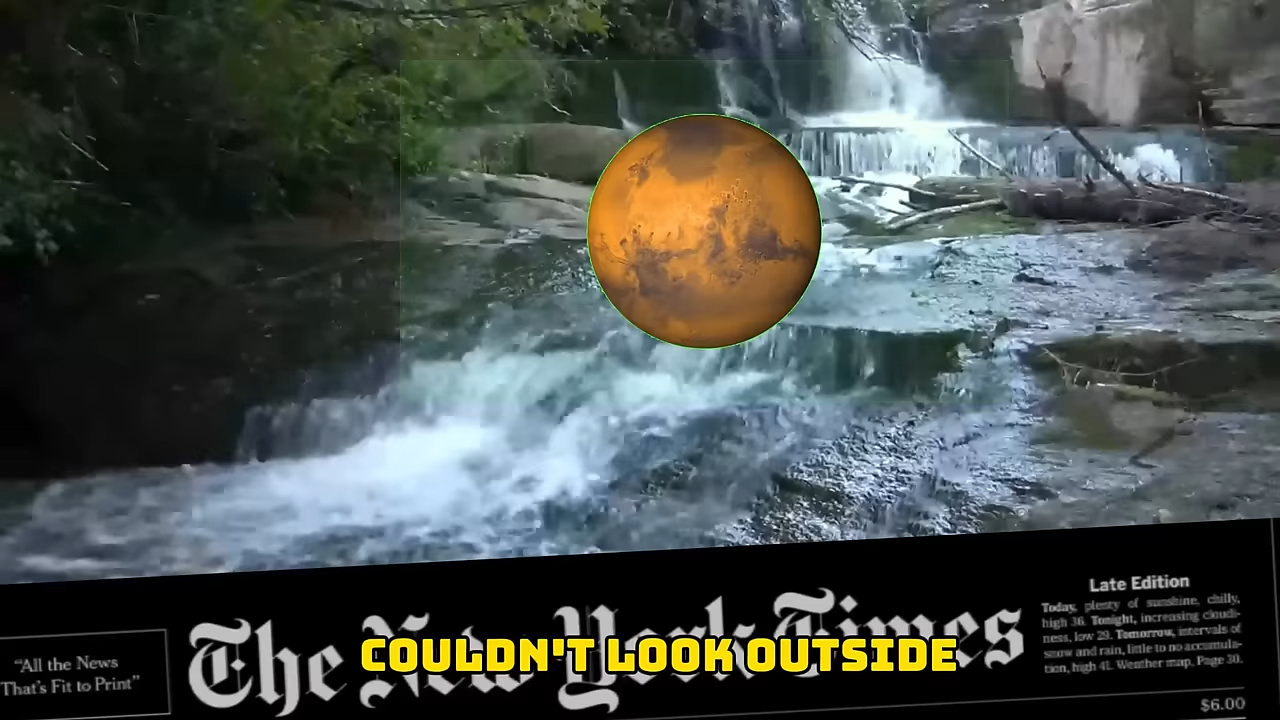 "All the News
That's Fit to Print"
The New York Times
COULDN'T LOOK OUTSIDE
Late Edition
Today, plenty of sunshine, chilly,
high 36. Tonight, increasing cloudi-
ness, low 29. Tomorrow, intervals of
snow and rain, little to no accumula-
tion, high 41. Weather map, Page 30.
$6.00